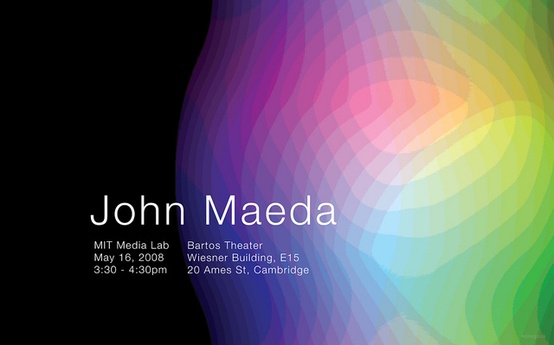 John Maeda
MIT Media Lab
May 16, 2008
3:30 - 4:30pm
Bartos Theater
Wiesner Building, E15
20 Ames St, Cambridge